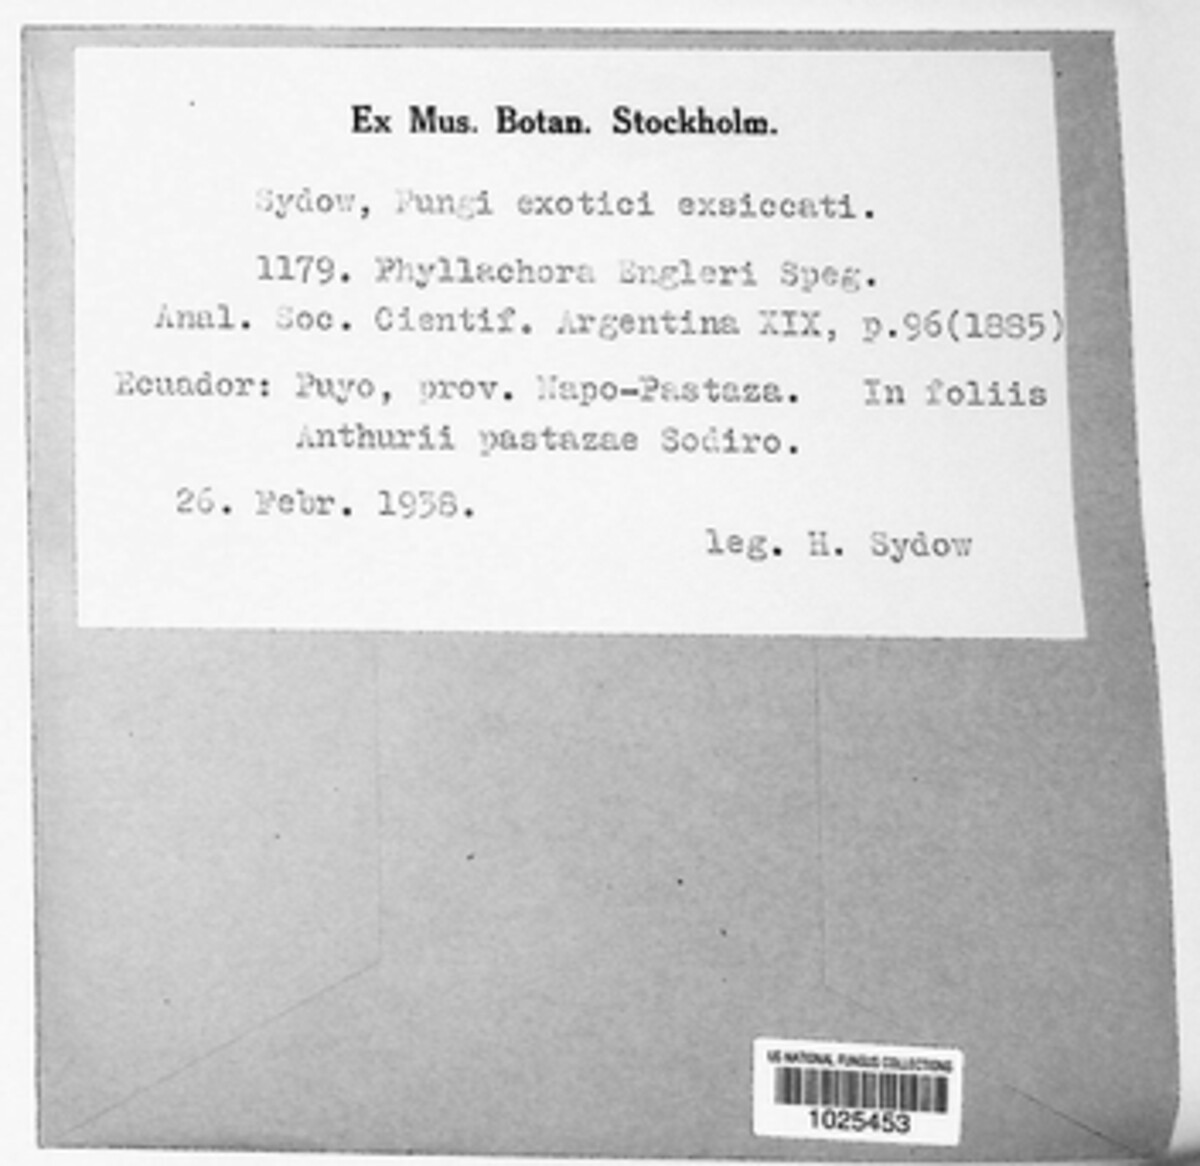 Ex Mus. Botan. Stockholm.
Sydow, Fungi exotici exsiccati.
1179. Phyllachora Engleri Speg.
Anal. Soc. Cientif. Argentina XIX, p.96(1885)
Ecuador: Puyo, prov. Napo-Pastaza. In foliis
Anthurii pastazae Sodiro.
26. Febr. 1938.
leg. H. Sydow
US NATIONAL FUNGUS COLLECTIONS
1025453